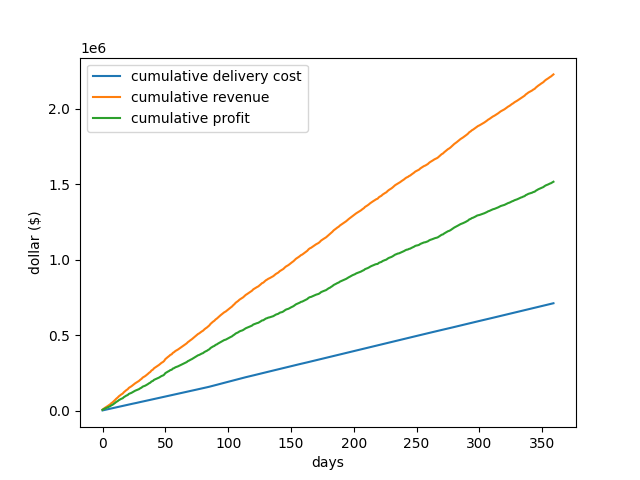 1e6
cumulative delivery cost
cumulative revenue
cumulative profit
2.0
1.5
1.0
0.5
0.0
dollar ($)
0 50 100 150 200 250 300 350
days